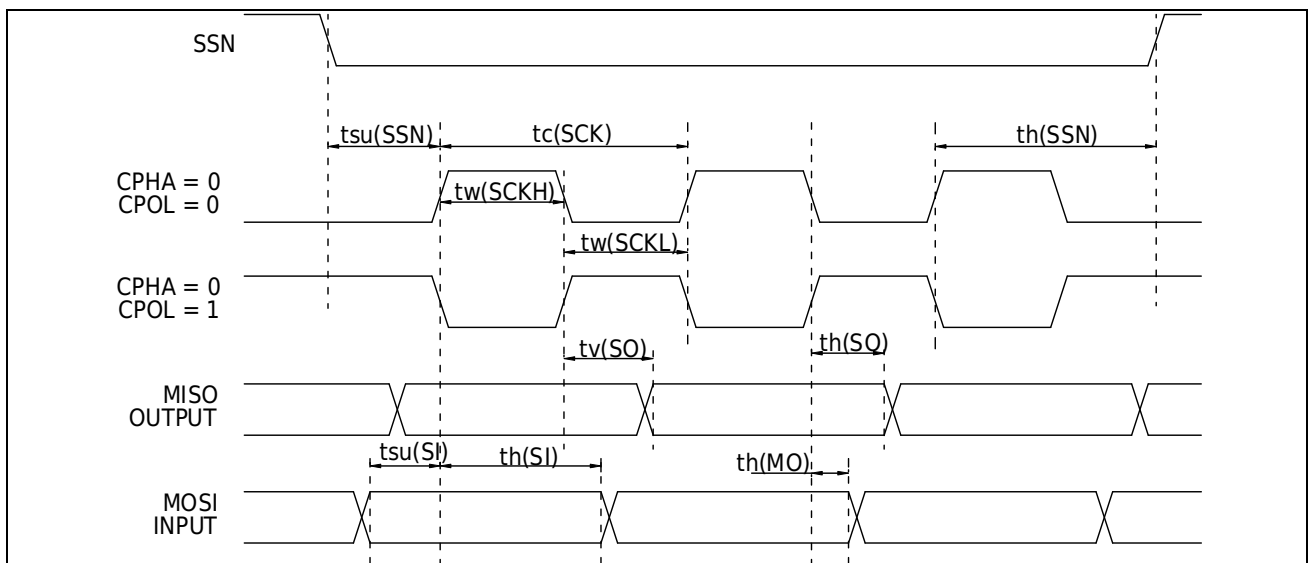 SSN
tsu(SSN)
tc(SCK)
th(SSN)
CPHA = 0
CPOL = 0
tw(SCKH)
tw(SCKL)
CPHA = 0
CPOL = 1
tv(SO)
th(SO)
MISO
OUTPUT
tsu(SI)
th(SI)
th(MO)
MOSI
INPUT